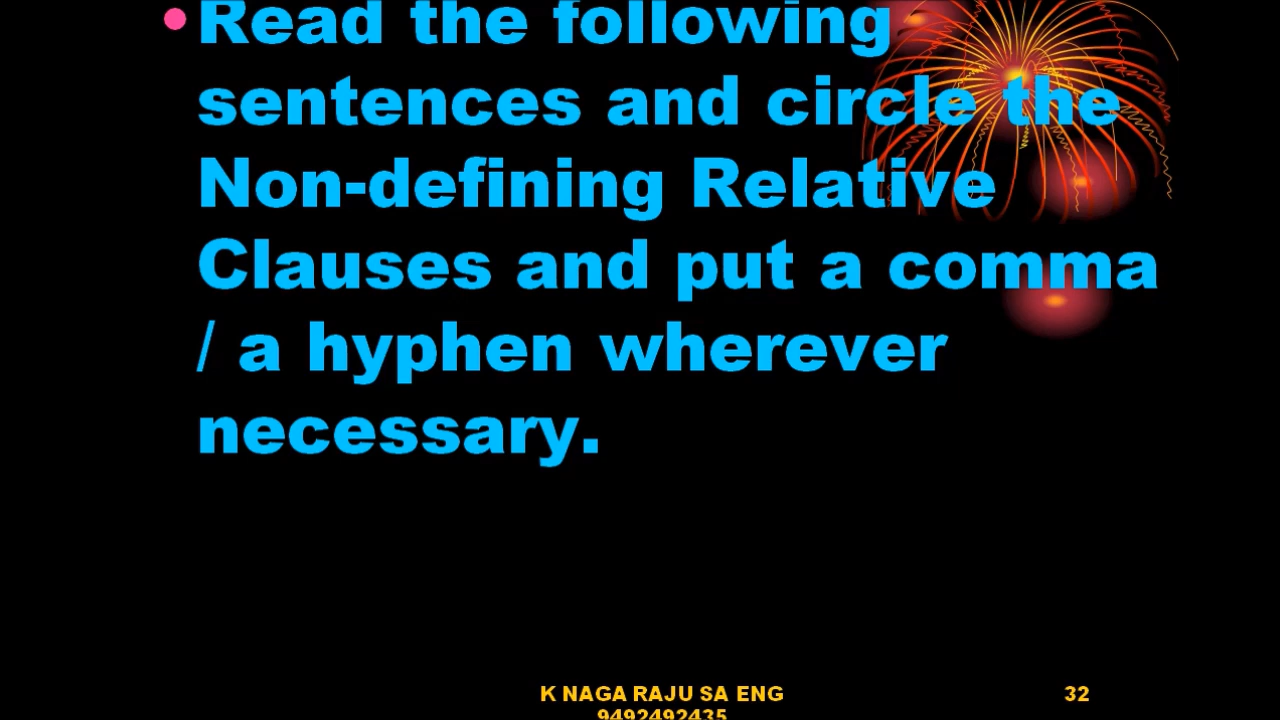 • Read the following
sentences and circle the
Non-defining Relative
Clauses and put a comma
/ a hyphen wherever
necessary.
K NAGA RAJU SA ENG
9492492435
32